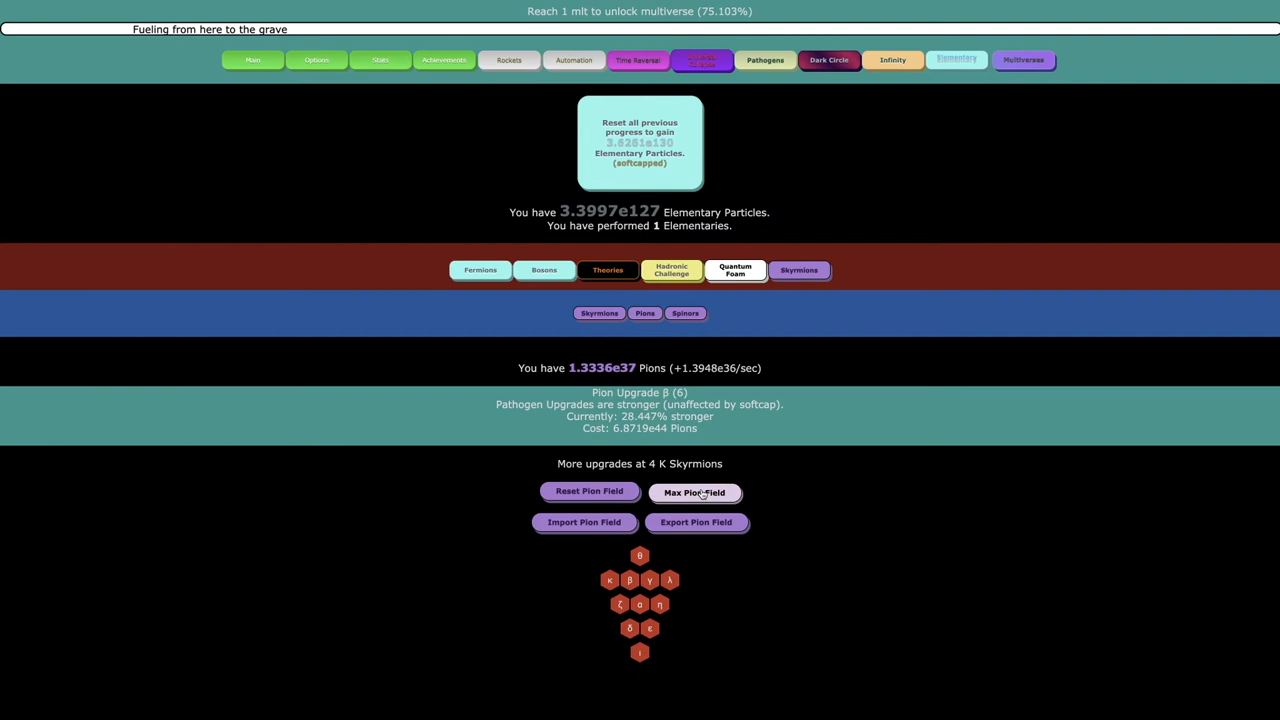 Reach 1 mlt to unlock multiverse (75.103%)
Fueling from here to the grave
Main Options Stats Achievements Rockets Automation Time Reversal Pathogens Dark Circle Infinity Elementary Multiverse
Reset all previous
progress to gain
3.6261e130
Elementary Particles.
(softcapped)
You have 3.3997e127 Elementary Particles.
You have performed 1 Elementaries.
Fermions Bosons Theories Hadronic Challenge Quantum Foam Skyrmions
Skyrmions Pions Spinors
You have 1.3336e37 Pions (+1.3948e36/sec)
Pion Upgrade β (6)
Pathogen Upgrades are stronger (unaffected by softcap).
Currently: 28.447% stronger
Cost: 6.8719e44 Pions
More upgrades at 4 K Skyrmions
Reset Pion Field Max Pion Field
Import Pion Field Export Pion Field
θ
κ β γ λ
ζ α η
δ ε
ι